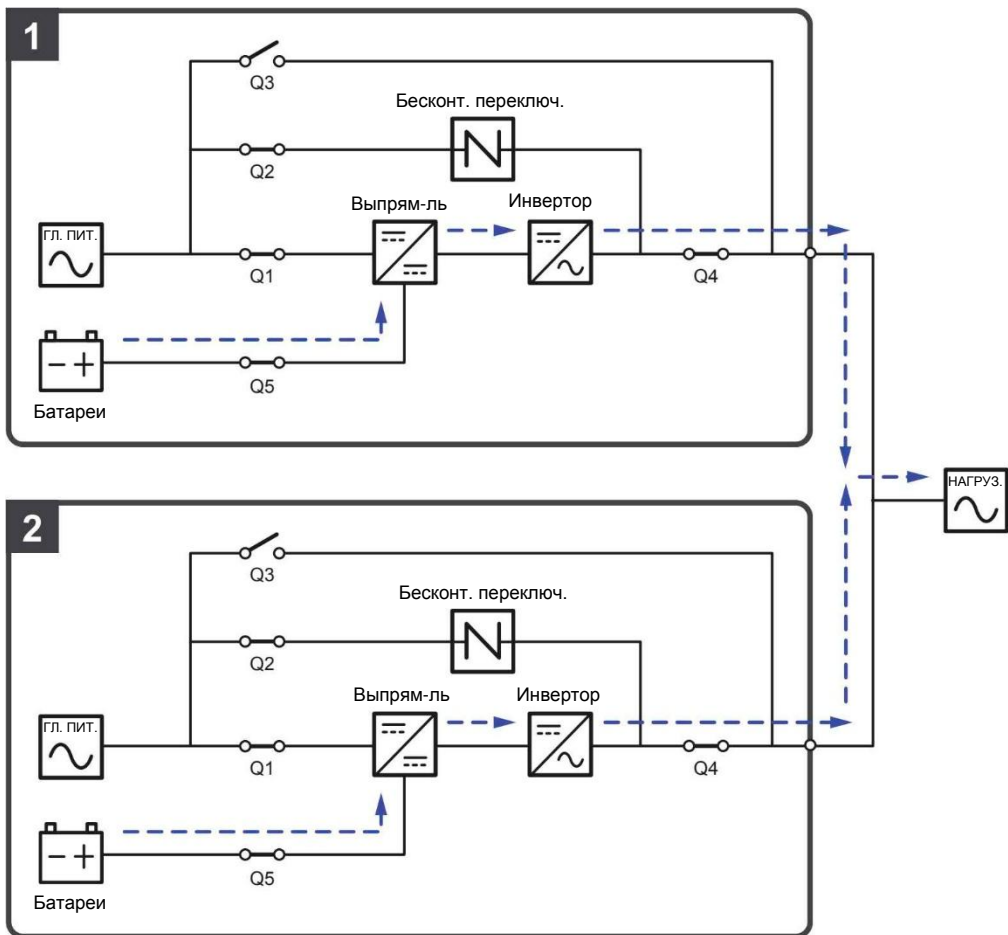 1
Q3
Бесконт. переключ.
Q2
Выпрям-ль
Инвертор
ГЛ. ПИТ.
Q1
Q4
Q5
Батареи
НАГРУЗ.
2
Q3
Бесконт. переключ.
Q2
Выпрям-ль
Инвертор
ГЛ. ПИТ.
Q1
Q4
Q5
Батареи